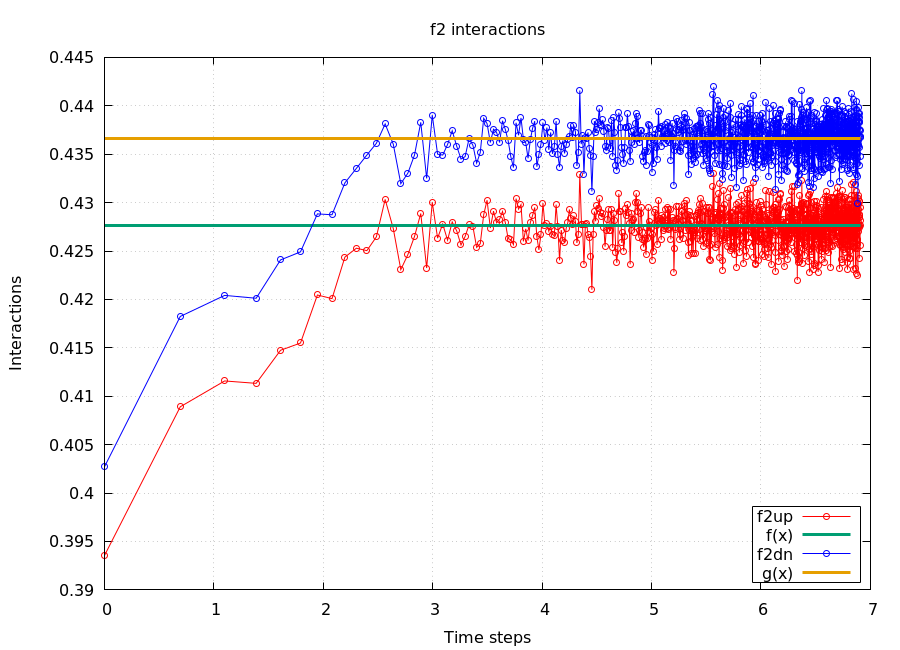 f2 interactions
0.445
0.44
0.435
0.43
0.425
0.42
0.415
0.41
0.405
0.4
0.395
0.39
Interactions
f2up
f(x)
f2dn
g(x)
0 1 2 3 4 5 6 7
Time steps